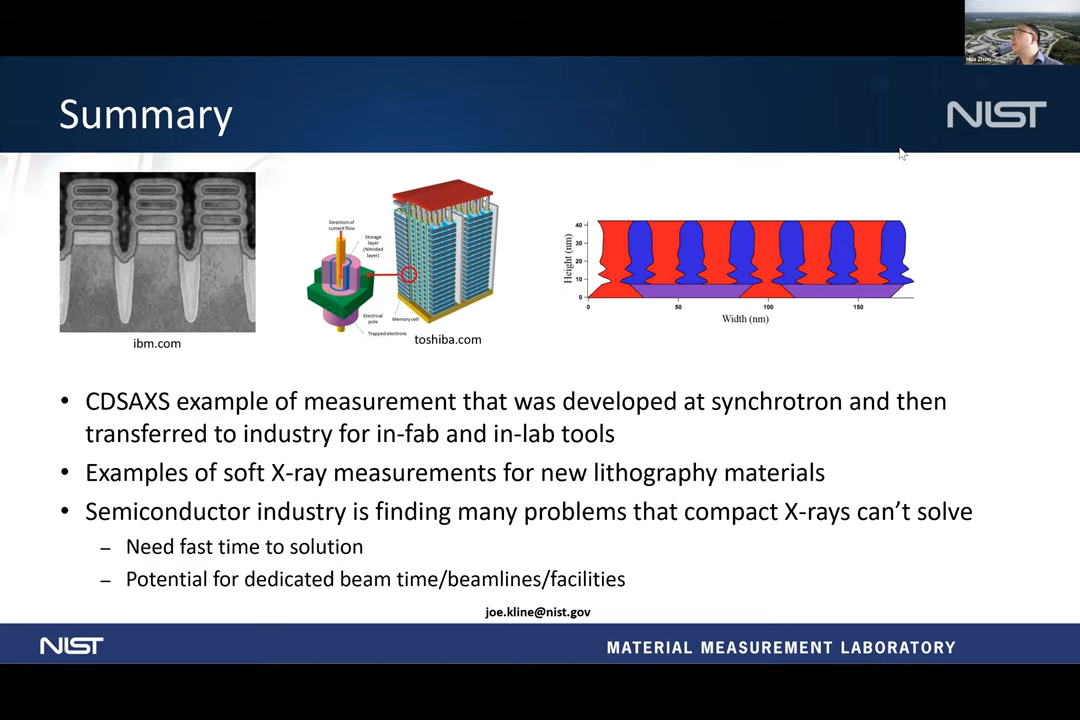 Hua Zhou
Summary
NIST
Direction of
current flow
Storage
layer
(Nitrided
layer)
Electrical
pole
Memory cell
Trapped electrons
ibm.com
toshiba.com
Height (nm)
40
30
20
10
0
0
50
100
150
Width (nm)
• CDSAXS example of measurement that was developed at synchrotron and then
transferred to industry for in-fab and in-lab tools
• Examples of soft X-ray measurements for new lithography materials
• Semiconductor industry is finding many problems that compact X-rays can’t solve
– Need fast time to solution
– Potential for dedicated beam time/beamlines/facilities
joe.kline@nist.gov
NIST
MATERIAL MEASUREMENT LABORATORY